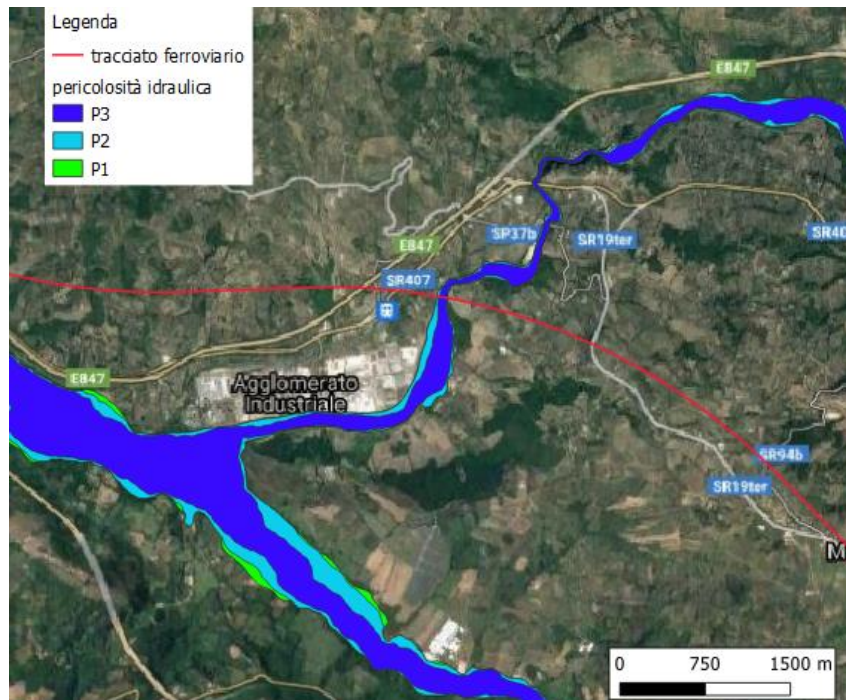 Legenda
tracciato ferroviario
pericolosità idraulica
P3
P2
P1
E847
SP37b
SR19ter
SR40
E847
SR407
E847
Agglomerato
Industriale
SR94b
SR19ter
M
0 750 1500 m